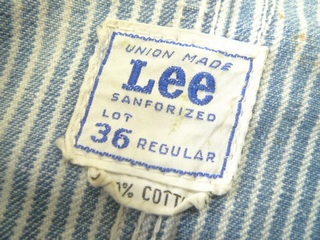 UNION MADE
Lee
SANFORIZED
LOT
36 REGULAR
% COTT